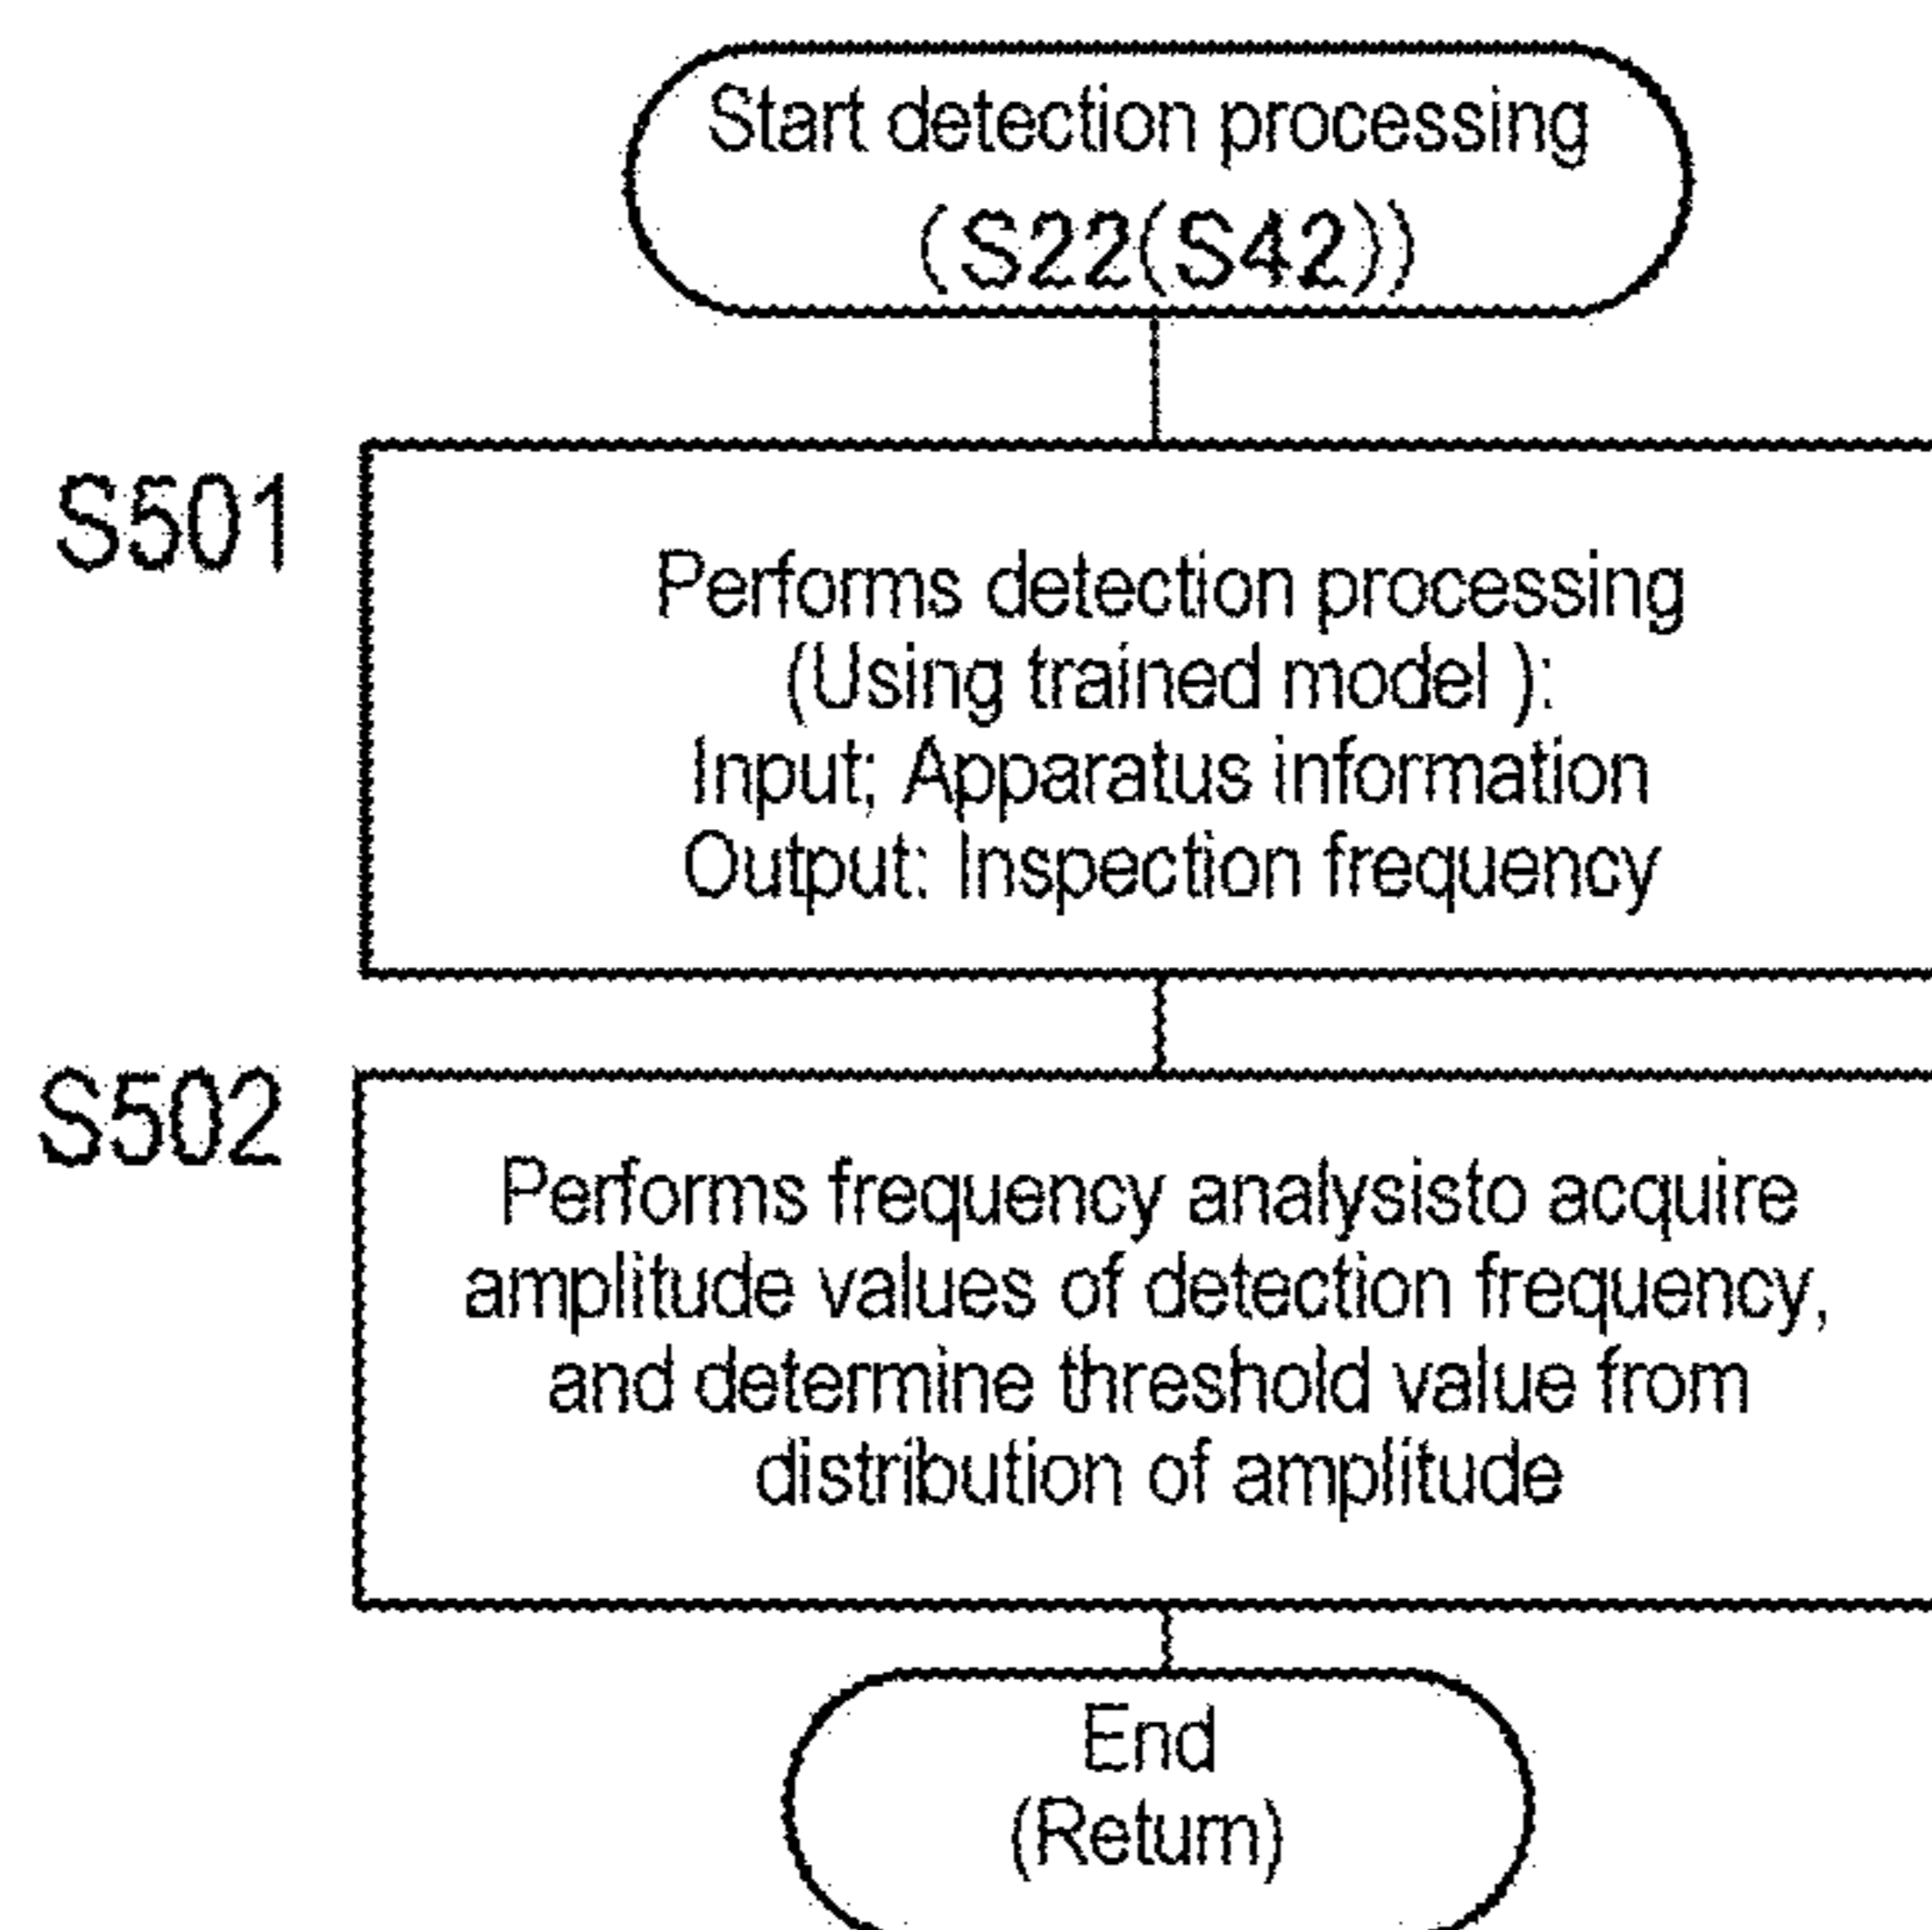 Start detection processing
(S22(S42))
S501
Performs detection processing
(Using trained model ):
Input; Apparatus information
Output: Inspection frequency
S502
Performs frequency analysisto acquire
amplitude values of detection frequency,
and determine threshold value from
distribution of amplitude
End
(Return)